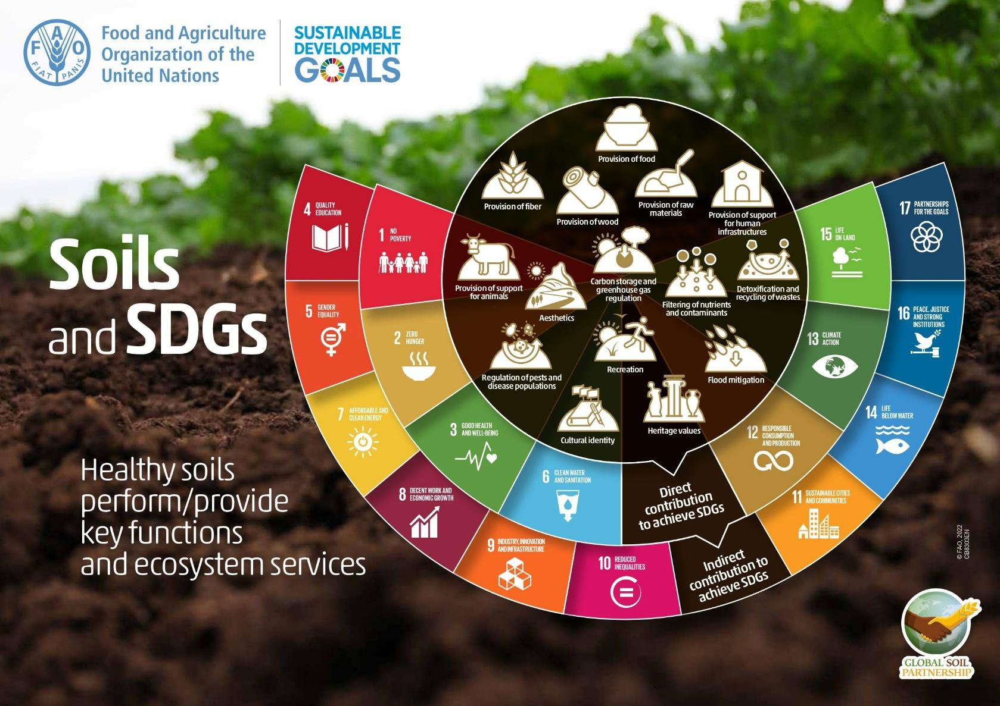 FAO
FIAT PANIS
Food and Agriculture
Organization of the
United Nations
SUSTAINABLE
DEVELOPMENT
GOALS
Soils
and SDGs
Healthy soils
perform/provide
key functions
and ecosystem services
Provision of food
Provision of fiber
Provision of wood
Provision of raw
materials
Provision of support
for human
infrastructures
Provision of support
for animals
Aesthetics
Carbon storage and
greenhouse gas
regulation
Filtering of nutrients
and contaminants
Detoxification and
recycling of wastes
Regulation of pests and
disease populations
Recreation
Flood mitigation
Cultural identity
Heritage values
1 NO
POVERTY
2 ZERO
HUNGER
3 GOOD HEALTH
AND WELL-BEING
6 CLEAN WATER
AND SANITATION
Direct
contribution
to achieve SDGs
12 RESPONSIBLE
CONSUMPTION
AND PRODUCTION
13 CLIMATE
ACTION
15 LIFE
ON LAND
4 QUALITY
EDUCATION
5 GENDER
EQUALITY
7 AFFORDABLE AND
CLEAN ENERGY
8 DECENT WORK AND
ECONOMIC GROWTH
9 INDUSTRY, INNOVATION
AND INFRASTRUCTURE
10 REDUCED
INEQUALITIES
Indirect
contribution to
achieve SDGs
11 SUSTAINABLE CITIES
AND COMMUNITIES
14 LIFE
BELOW WATER
16 PEACE, JUSTICE
AND STRONG
INSTITUTIONS
17 PARTNERSHIPS
FOR THE GOALS
© FAO, 2022
CB8303EN
GLOBAL SOIL
PARTNERSHIP